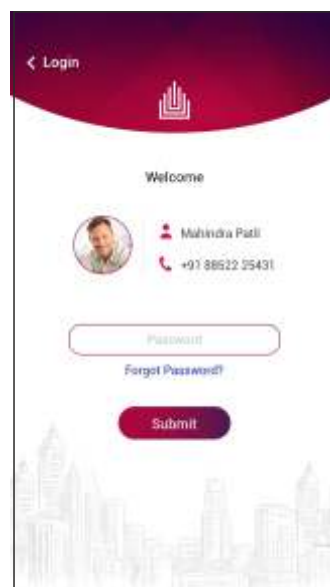 Login
Welcome
Mahindra Patil
+91 88522 25431
Password
Forgot Password?
Submit